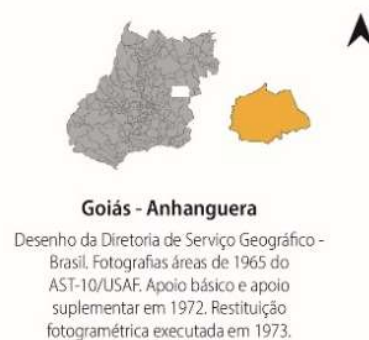 Goiás - Anhanguera
Desenho da Diretoria de Serviço Geográfico -
Brasil. Fotografias áreas de 1965 do
AST-10/USAF. Apoio básico e apoio
suplementar em 1972. Restituição
fotogramétrica executada em 1973.